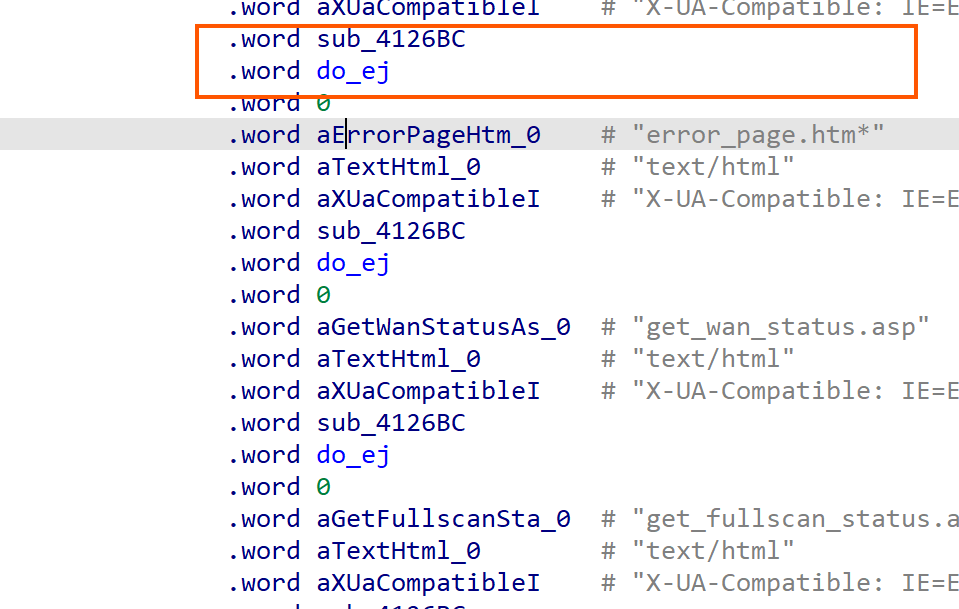 .word aXUaCompatibleI # "X-UA-Compatible: IE=E
.word sub_4126BC
.word do_ej
.word 0
.word aErrorPageHtm_0 # "error_page.htm*"
.word aTextHtml_0 # "text/html"
.word aXUaCompatibleI # "X-UA-Compatible: IE=E
.word sub_4126BC
.word do_ej
.word 0
.word aGetWanStatusAs_0 # "get_wan_status.asp"
.word aTextHtml_0 # "text/html"
.word aXUaCompatibleI # "X-UA-Compatible: IE=E
.word sub_4126BC
.word do_ej
.word 0
.word aGetFullscanSta_0 # "get_fullscan_status.a
.word aTextHtml_0 # "text/html"
.word aXUaCompatibleI # "X-UA-Compatible: IE=E
.word sub_4126BC